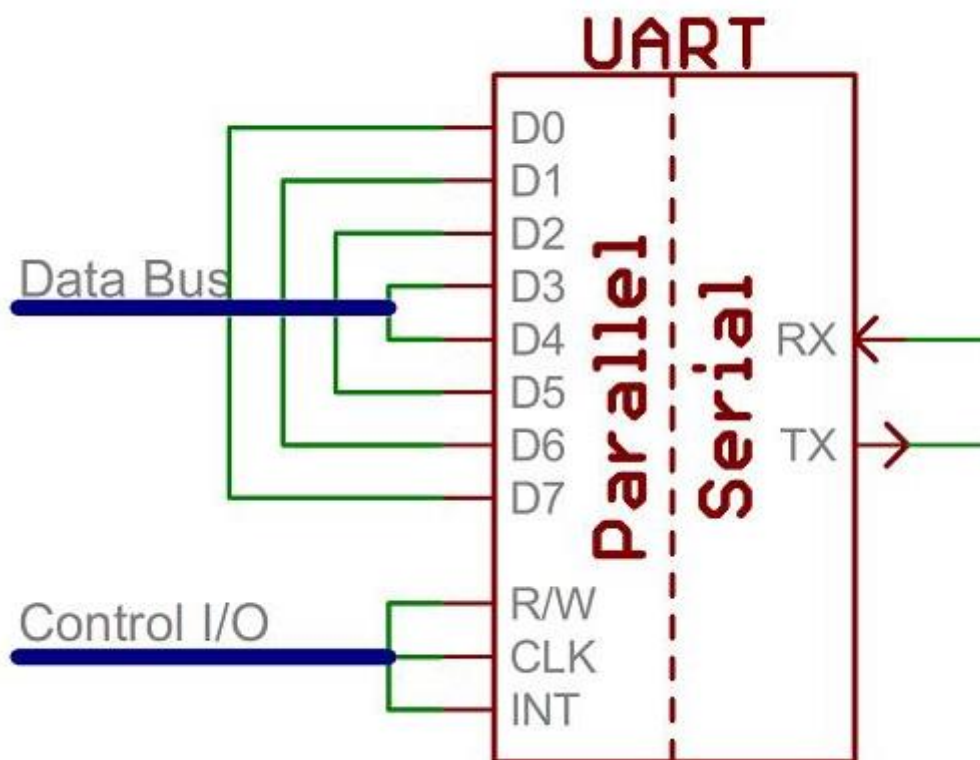 UART
D0
D1
D2
Data Bus
D3
D4
D5
D6
D7
Parallel
Serial
RX
TX
Control I/O
R/W
CLK
INT